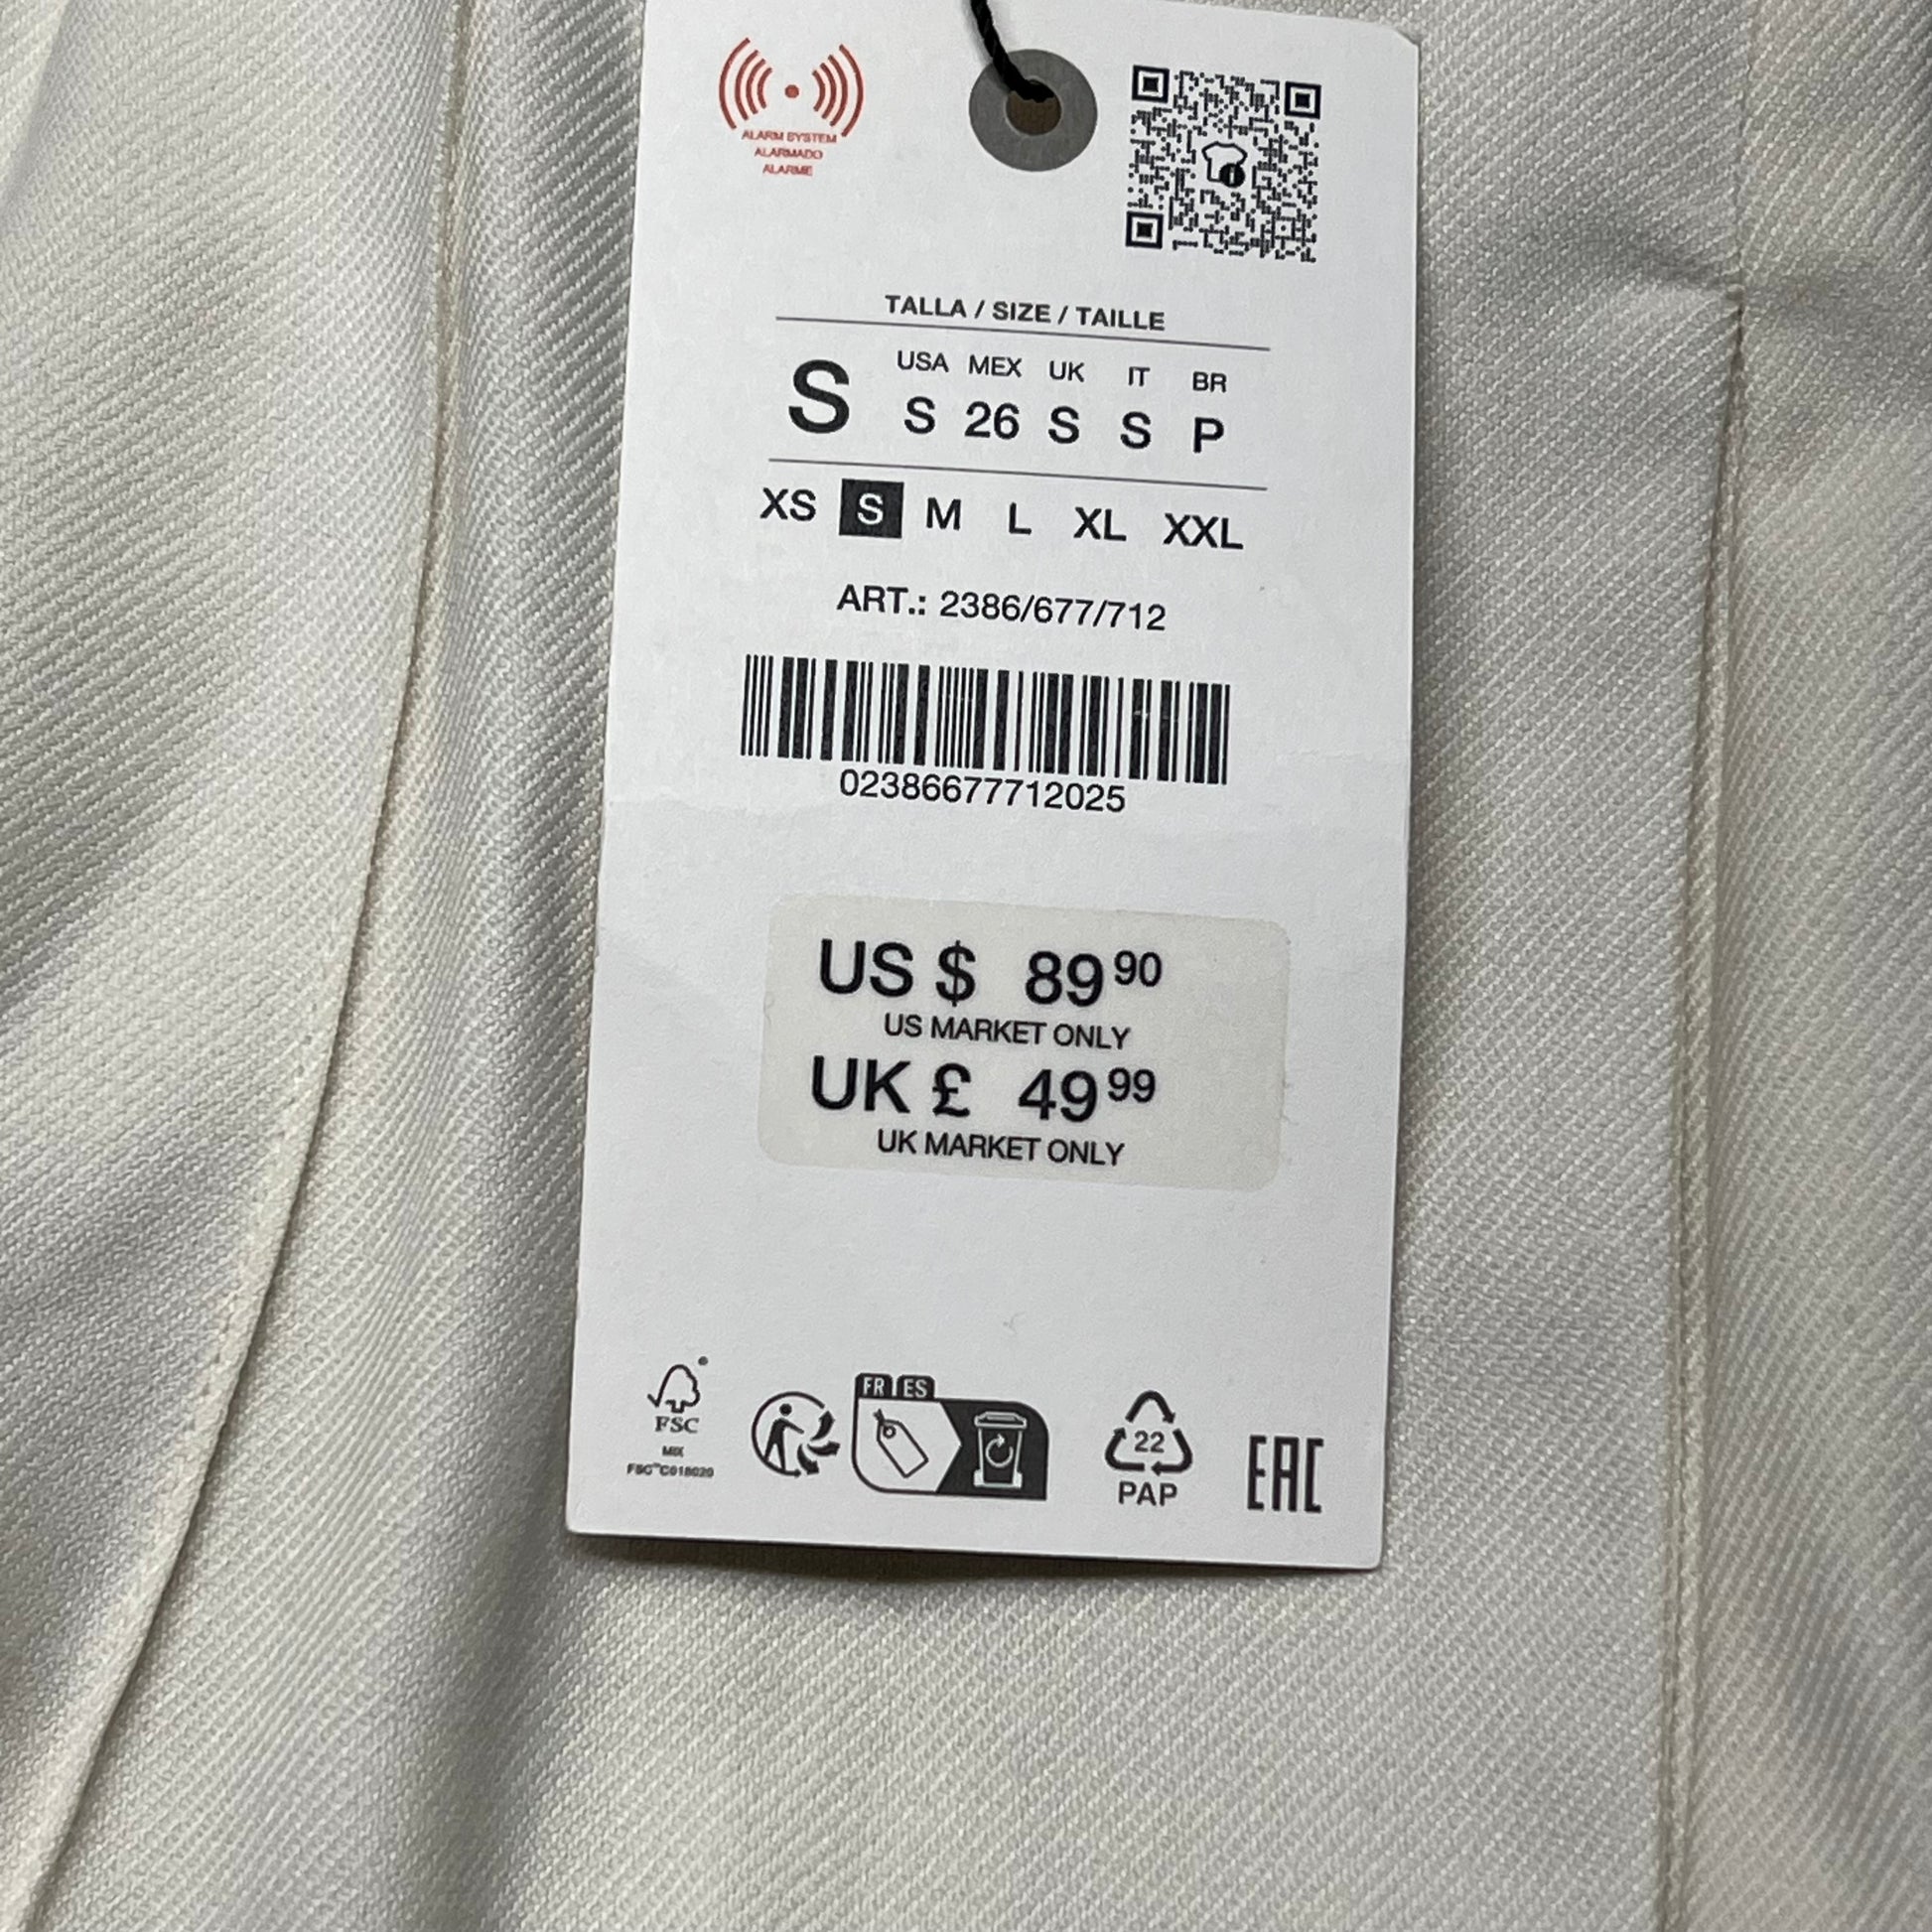 ALARM SYSTEM
ALARMADO
ALARME
TALLA / SIZE / TAILLE
USA MEX UK IT BR
S S 26 S S P
XS S M L XL XXL
ART.: 2386/677/712
02386677712025
US $ 89 90
US MARKET ONLY
UK £ 49 99
UK MARKET ONLY
FR ES
FSC
MIX
FSC™C018020
22
PAP
EAC